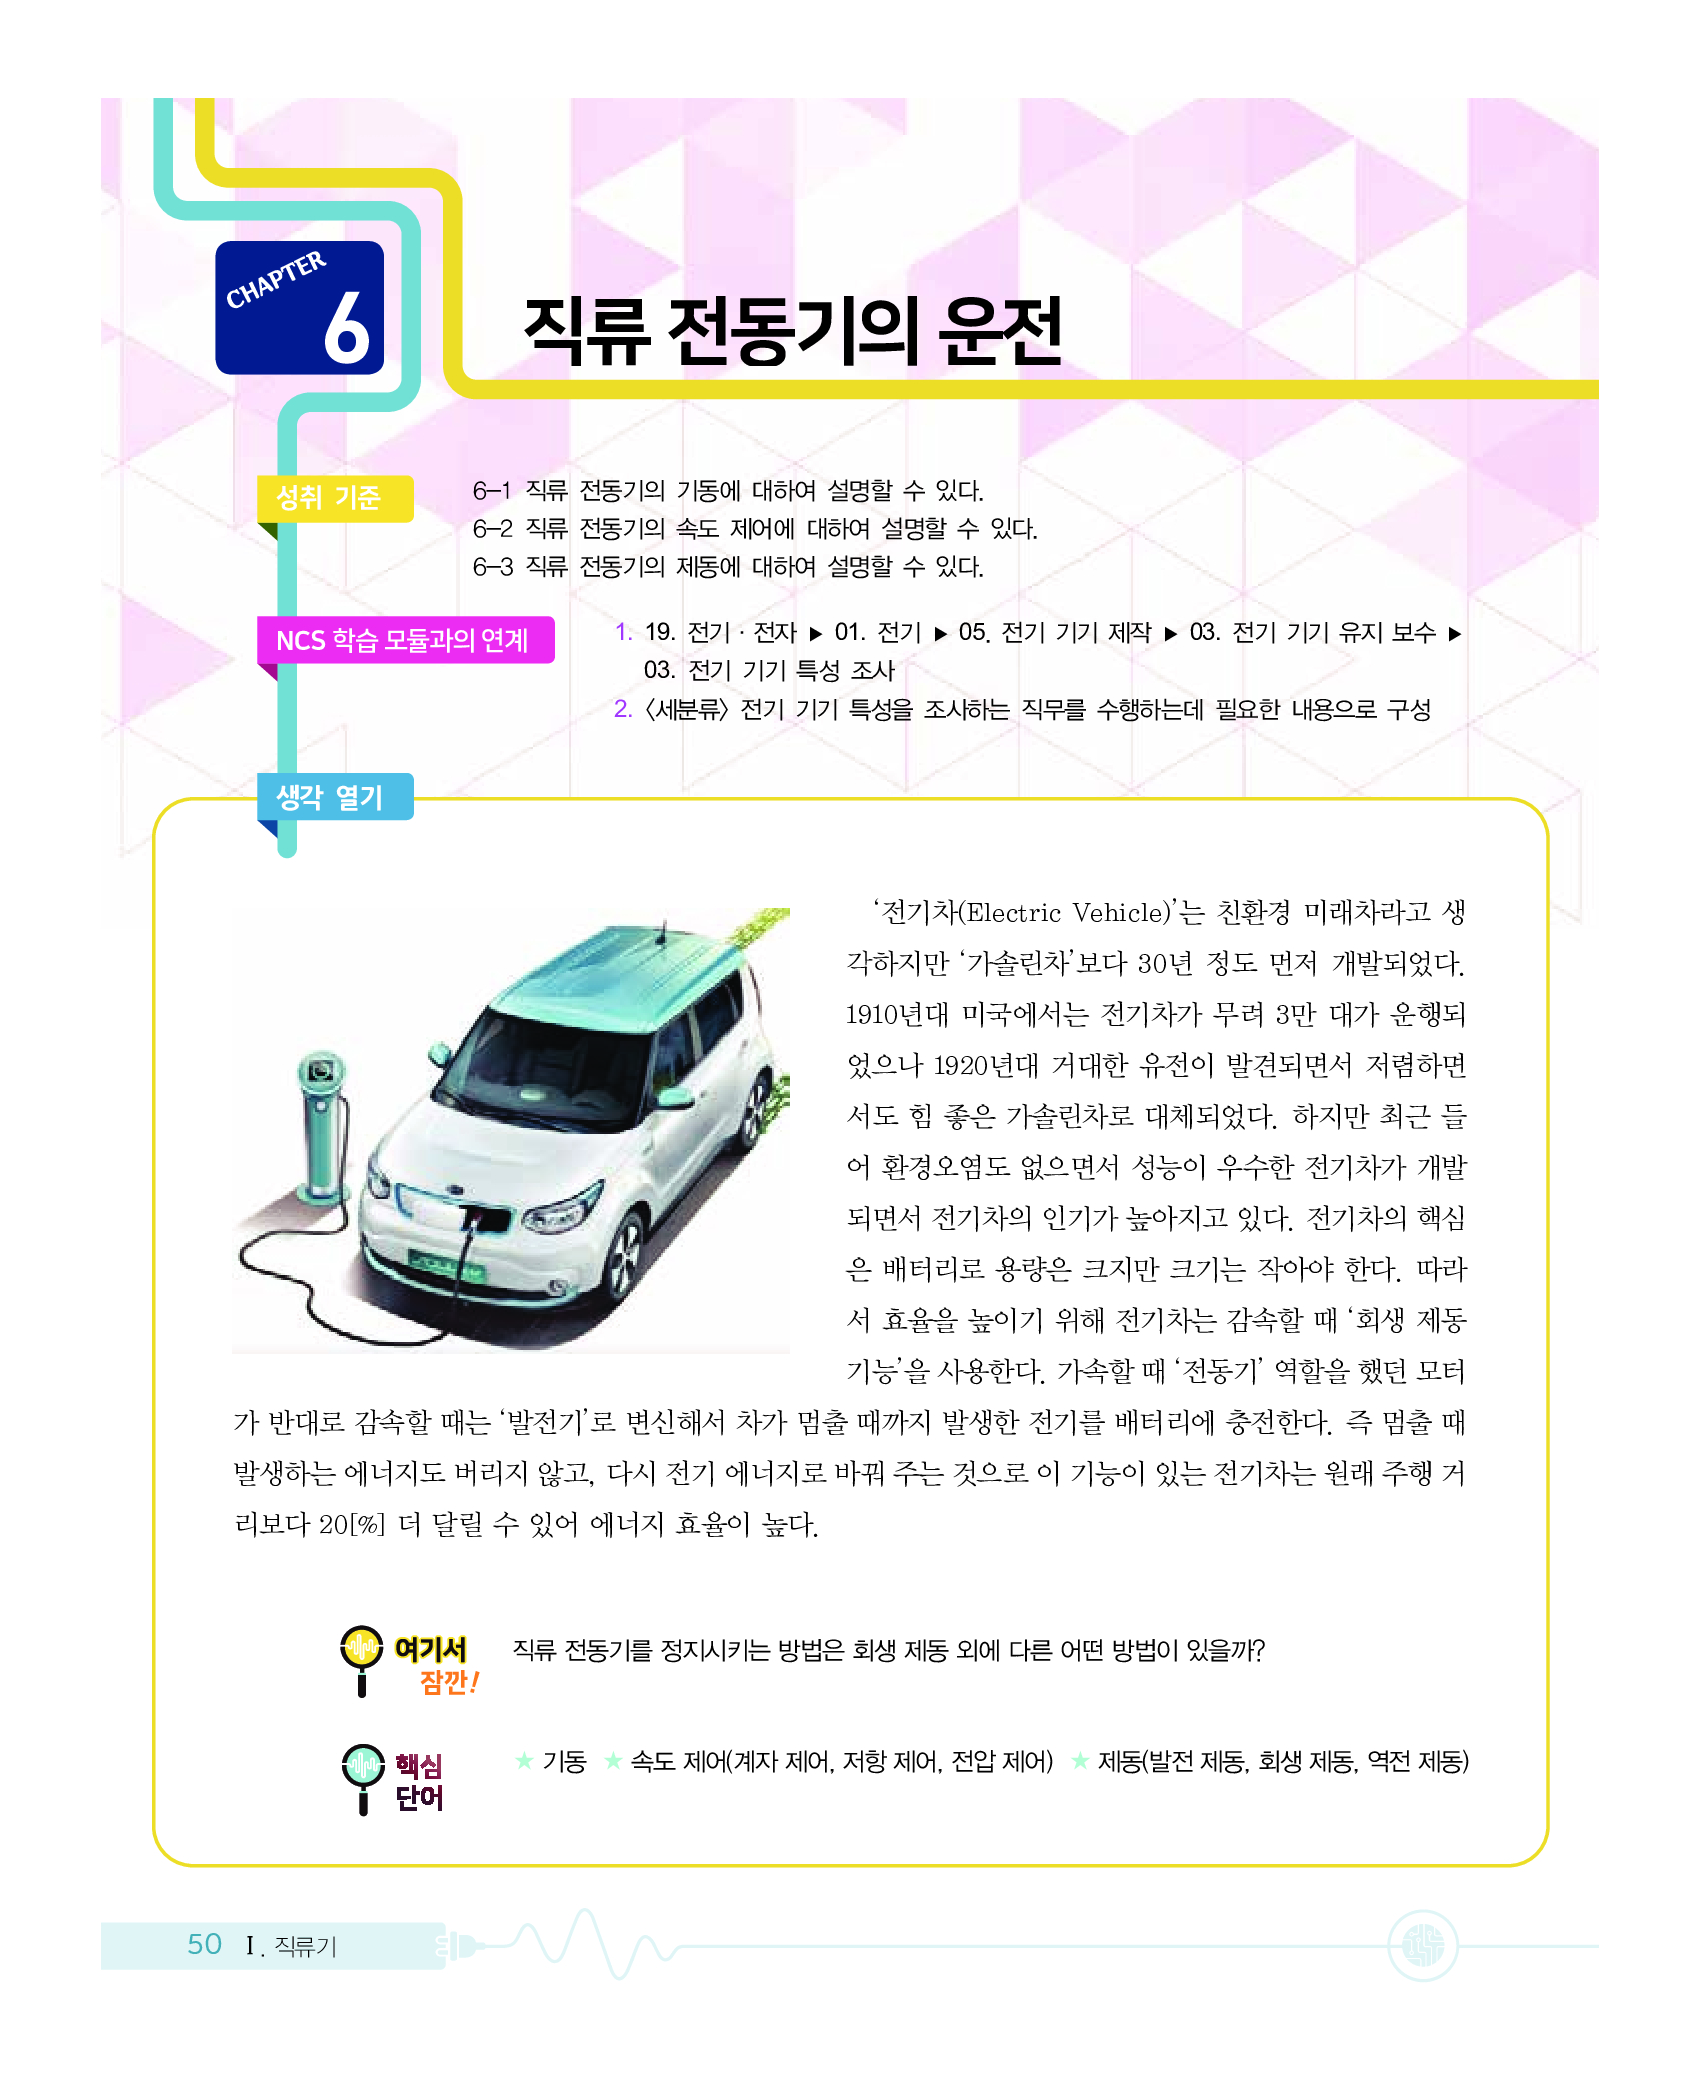 CHAPTER
6
직류 전동기의 운전
성취 기준
6-1 직류 전동기의 기동에 대하여 설명할 수 있다.
6-2 직류 전동기의 속도 제어에 대하여 설명할 수 있다.
6-3 직류 전동기의 제동에 대하여 설명할 수 있다.
NCS 학습 모듈과의 연계
1. 19. 전기 · 전자 ▶ 01. 전기 ▶ 05. 전기 기기 제작 ▶ 03. 전기 기기 유지 보수 ▶
03. 전기 기기 특성 조사
2. 〈세분류〉 전기 기기 특성을 조사하는 직무를 수행하는데 필요한 내용으로 구성
생각 열기
‘전기차(Electric Vehicle)’는 친환경 미래차라고 생
각하지만 ‘가솔린차’보다 30년 정도 먼저 개발되었다.
1910년대 미국에서는 전기차가 무려 3만 대가 운행되
었으나 1920년대 거대한 유전이 발견되면서 저렴하면
서도 힘 좋은 가솔린차로 대체되었다. 하지만 최근 들
어 환경오염도 없으면서 성능이 우수한 전기차가 개발
되면서 전기차의 인기가 높아지고 있다. 전기차의 핵심
은 배터리로 용량은 크지만 크기는 작아야 한다. 따라
서 효율을 높이기 위해 전기차는 감속할 때 ‘회생 제동
기능’을 사용한다. 가속할 때 ‘전동기’ 역할을 했던 모터
가 반대로 감속할 때는 ‘발전기’로 변신해서 차가 멈출 때까지 발생한 전기를 배터리에 충전한다. 즉 멈출 때
발생하는 에너지도 버리지 않고, 다시 전기 에너지로 바꿔 주는 것으로 이 기능이 있는 전기차는 원래 주행 거
리보다 20[%] 더 달릴 수 있어 에너지 효율이 높다.
여기서
잠깐!
직류 전동기를 정지시키는 방법은 회생 제동 외에 다른 어떤 방법이 있을까?
핵심
단어
★ 기동 ★ 속도 제어(계자 제어, 저항 제어, 전압 제어) ★ 제동(발전 제동, 회생 제동, 역전 제동)
50 Ⅰ. 직류기